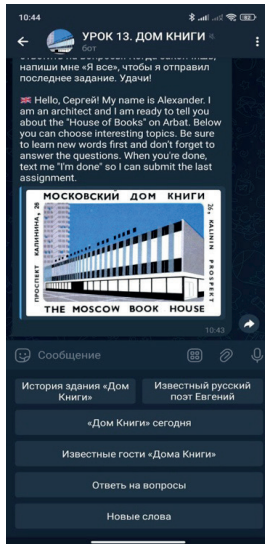 10:44
УРОК 13. ДОМ КНИГИ
бот
напиши мне «Я все», чтобы я отправил
последнее задание. Удачи!
🇬🇧 Hello, Сергей! My name is Alexander. I
am an architect and I am ready to tell you
about the "House of Books" on Arbat. Below
you can choose interesting topics. Be sure
to learn new words first and don't forget to
answer the questions. When you're done,
text me "I'm done" so I can submit the last
assignment.
МОСКОВСКИЙ ДОМ КНИГИ
ПРОСПЕКТ КАЛИНИНА, 26
26, KALININ PROSPEKT
THE MOSCOW BOOK HOUSE
10:43
Сообщение
История здания «Дом
Книги»
Известный русский
поэт Евгений
«Дом Книги» сегодня
Известные гости «Дома Книги»
Ответь на вопросы
Новые слова